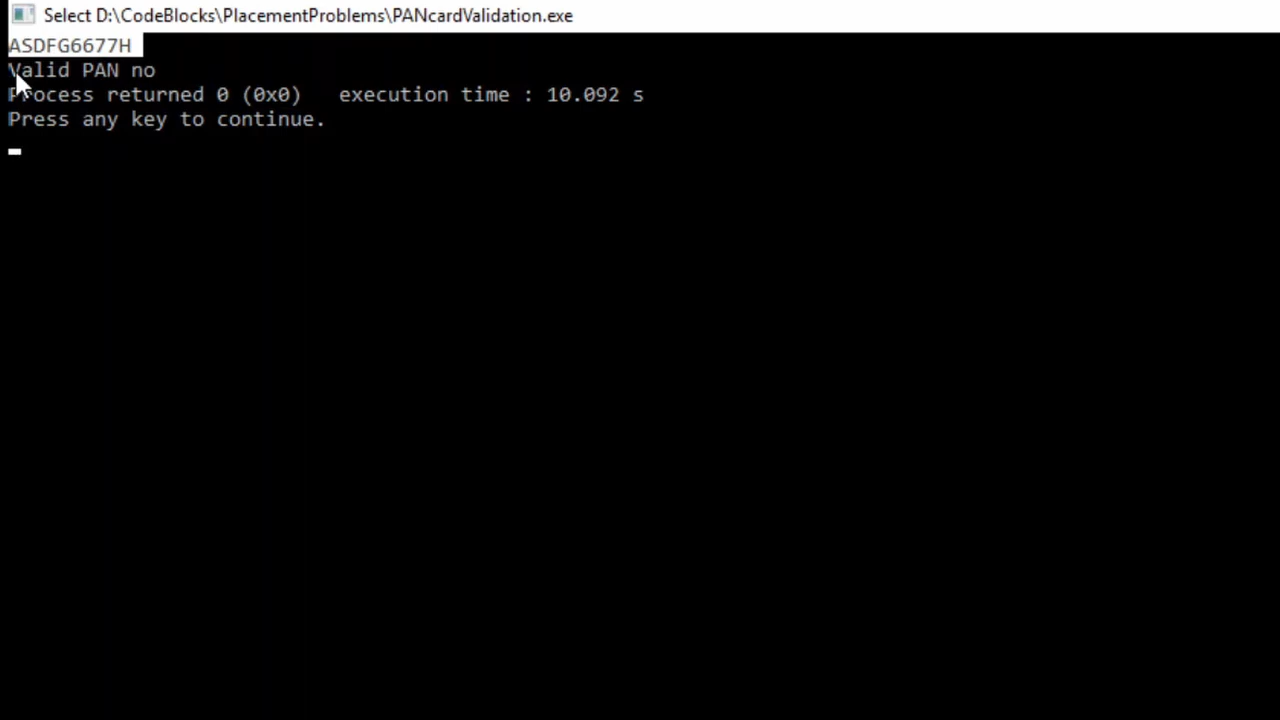 Select D:\CodeBlocks\PlacementProblems\PANcardValidation.exe
ASDFG6677H
Valid PAN no
Process returned 0 (0x0)   execution time : 10.092 s
Press any key to continue.